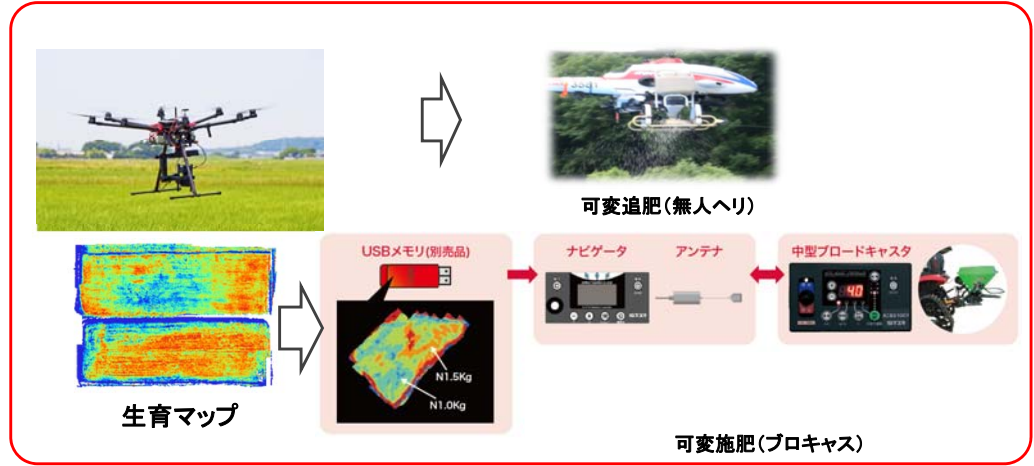 可変追肥(無人ヘリ)
USBメモリ(別売品)
ナビゲータ
アンテナ
中型ブロードキャスタ
40
N1.5Kg
N1.0Kg
生育マップ
可変施肥(ブロキャス)